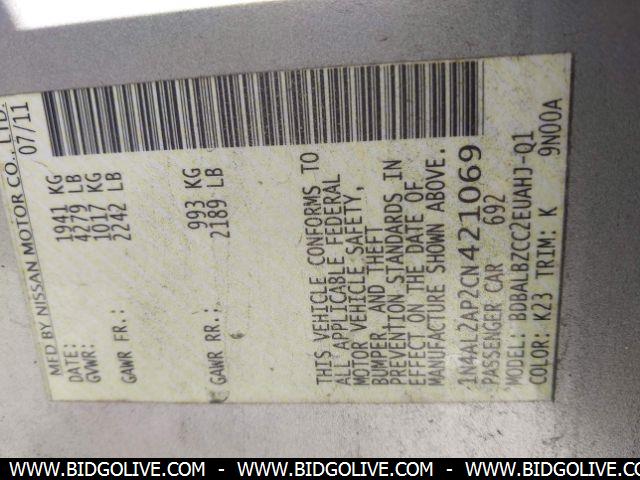 MFD BY NISSAN MOTOR CO., LTD.
DATE: 07/11
GVWR: 1941 KG
4279 LB
GAWR FR.: 1017 KG
2242 LB
GAWR RR.: 993 KG
2189 LB
THIS VEHICLE CONFORMS TO
ALL APPLICABLE FEDERAL
MOTOR VEHICLE SAFETY,
BUMPER, AND THEFT
PREVENTION STANDARDS IN
EFFECT ON THE DATE OF
MANUFACTURE SHOWN ABOVE.
1N4AL2AP2CN421069
PASSENGER CAR 692
MODEL: BDBALBZCC2EUAHJ-Q1
COLOR: K23 TRIM: K 9N00A
WWW.BIDGOLIVE.COM - WWW.BIDGOLIVE.COM - WWW.BIDGOLIVE.COM